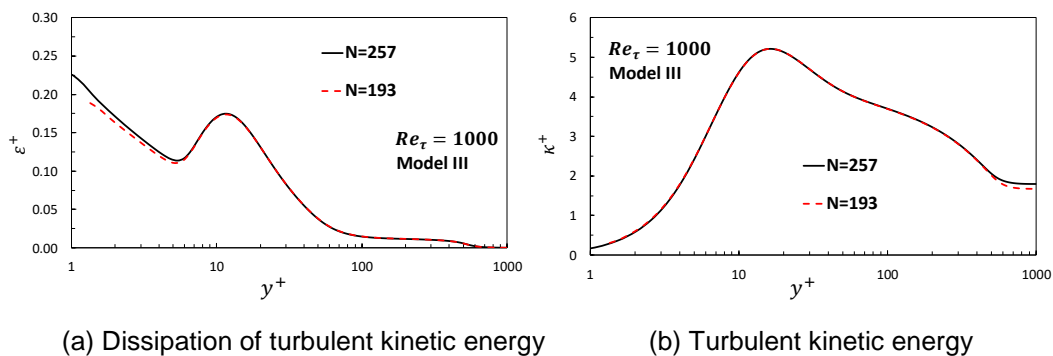 0.30
0.25
0.20
0.15
0.10
0.05
0.00
ε⁺
N=257
N=193
Re_τ = 1000
Model III
1
10
100
1000
y⁺
(a) Dissipation of turbulent kinetic energy
6
5
4
3
2
1
0
κ⁺
Re_τ = 1000
Model III
N=257
N=193
1
10
100
1000
y⁺
(b) Turbulent kinetic energy